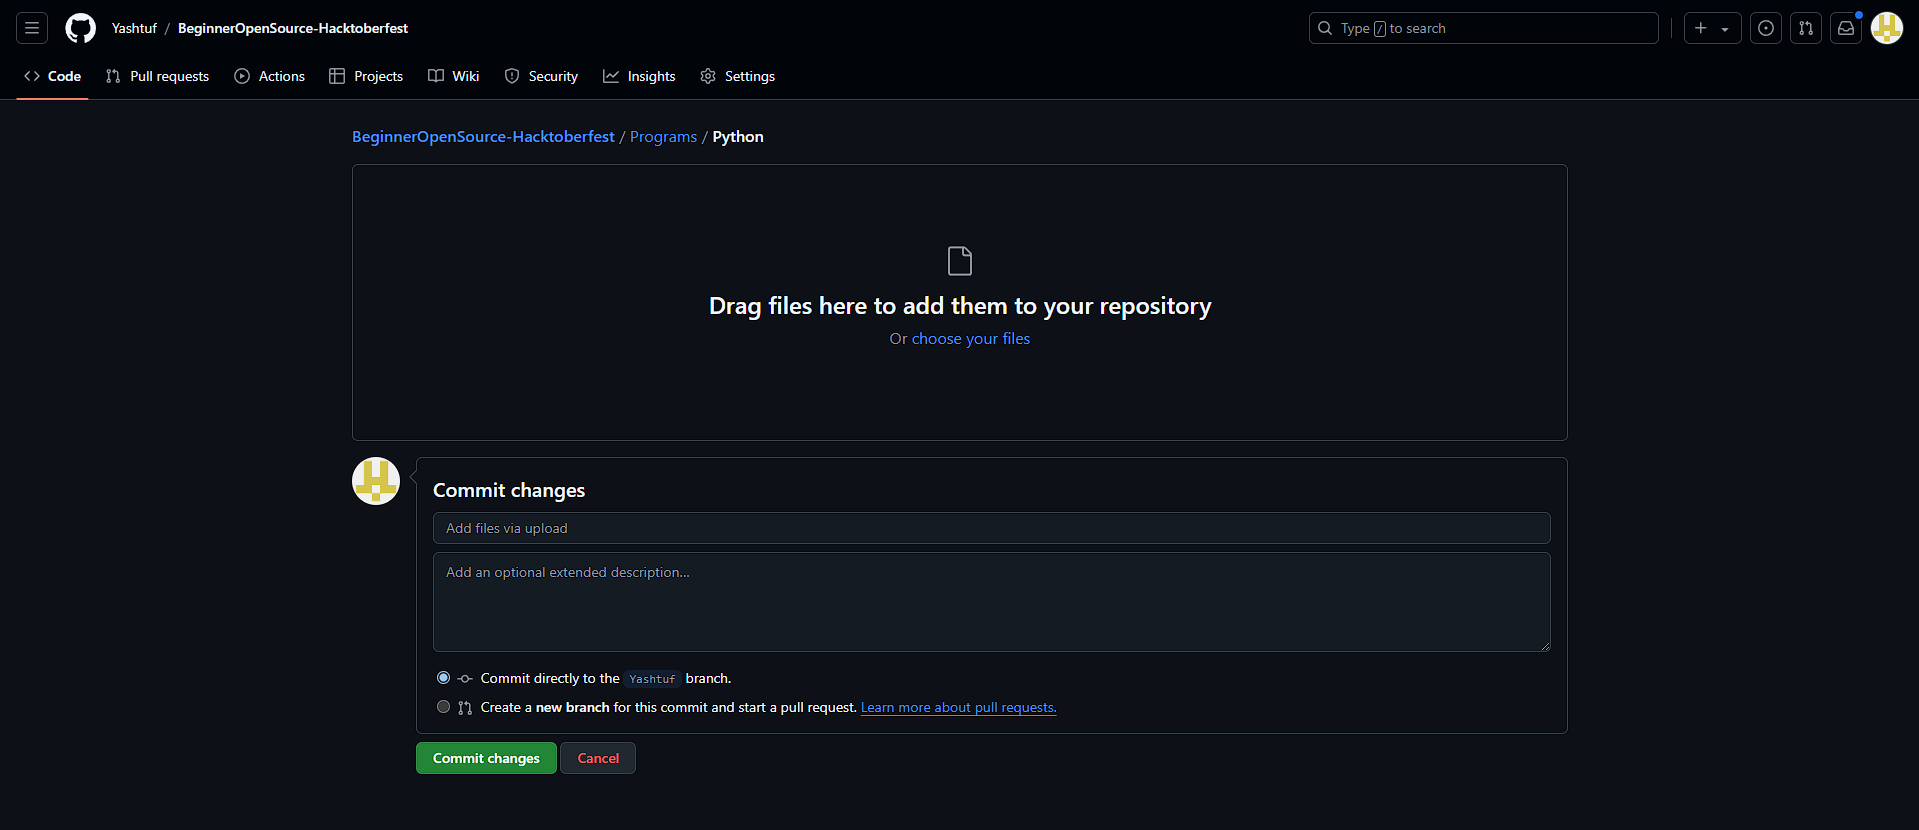 Yashtuf / BeginnerOpenSource-Hacktoberfest
Type / to search
Code Pull requests Actions Projects Wiki Security Insights Settings
BeginnerOpenSource-Hacktoberfest / Programs / Python
Drag files here to add them to your repository
Or choose your files
Commit changes
Add files via upload
Add an optional extended description...
Commit directly to the Yashtuf branch.
Create a new branch for this commit and start a pull request. Learn more about pull requests.
Commit changes Cancel